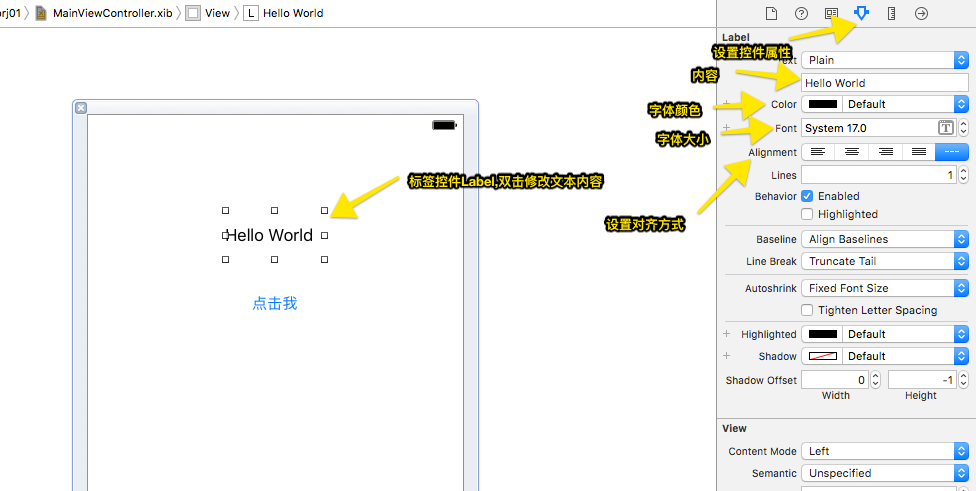 orj01 〉 MainViewController.xib 〉 View 〉 L Hello World
标签控件Label,双击修改文本内容
Hello World
点击我
Label
设置控件属性
Plain
内容
Hello World
字体颜色
Color Default
字体大小
Font System 17.0 T
Alignment
设置对齐方式
Lines 1
Behavior Enabled
Highlighted
Baseline Align Baselines
Line Break Truncate Tail
Autoshrink Fixed Font Size
Tighten Letter Spacing
Highlighted Default
Shadow Default
Shadow Offset 0 -1
Width Height
View
Content Mode Left
Semantic Unspecified